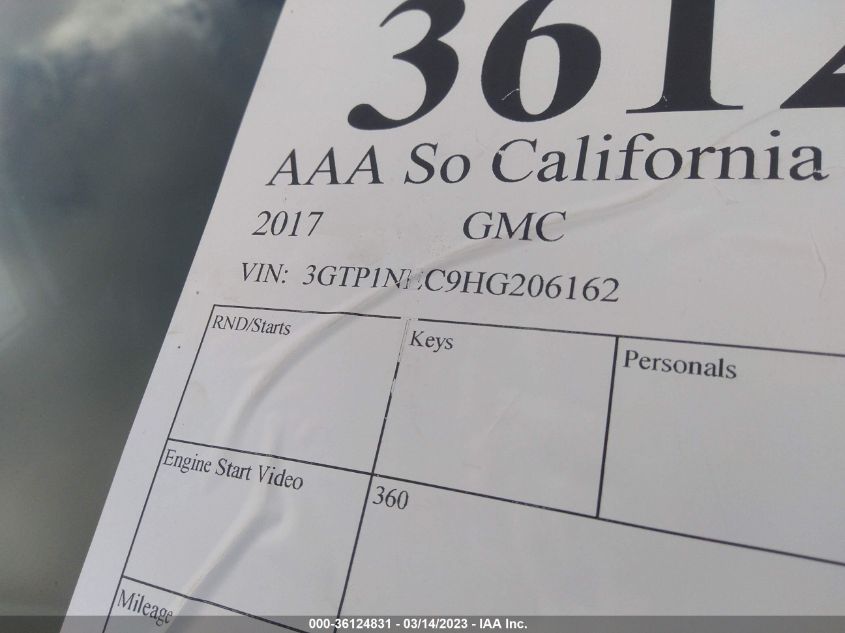 3612
AAA So California
2017 GMC
VIN:
RND/Starts
Keys
Personals
Engine Start Video
360
Mileage
000-36124831 - 03/14/2023 - IAA Inc.